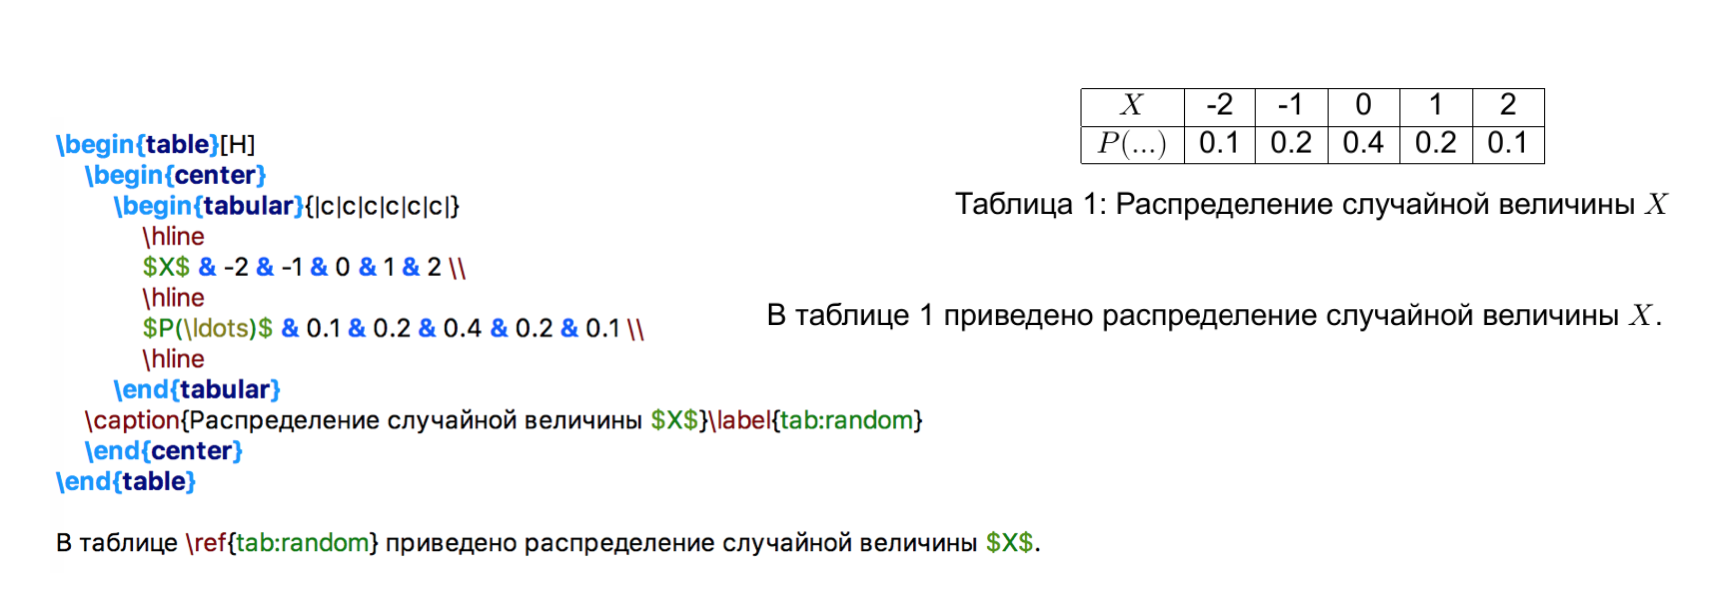 \begin{table}[H]
\begin{center}
\begin{tabular}{|c|c|c|c|c|c|}
\hline
$X$ & -2 & -1 & 0 & 1 & 2 \\
\hline
$P(\ldots)$ & 0.1 & 0.2 & 0.4 & 0.2 & 0.1 \\
\hline
\end{tabular}
\caption{Распределение случайной величины $X$}\label{tab:random}
\end{center}
\end{table}
В таблице \ref{tab:random} приведено распределение случайной величины $X$.
X -2 -1 0 1 2
P(...) 0.1 0.2 0.4 0.2 0.1
Таблица 1: Распределение случайной величины X
В таблице 1 приведено распределение случайной величины X.